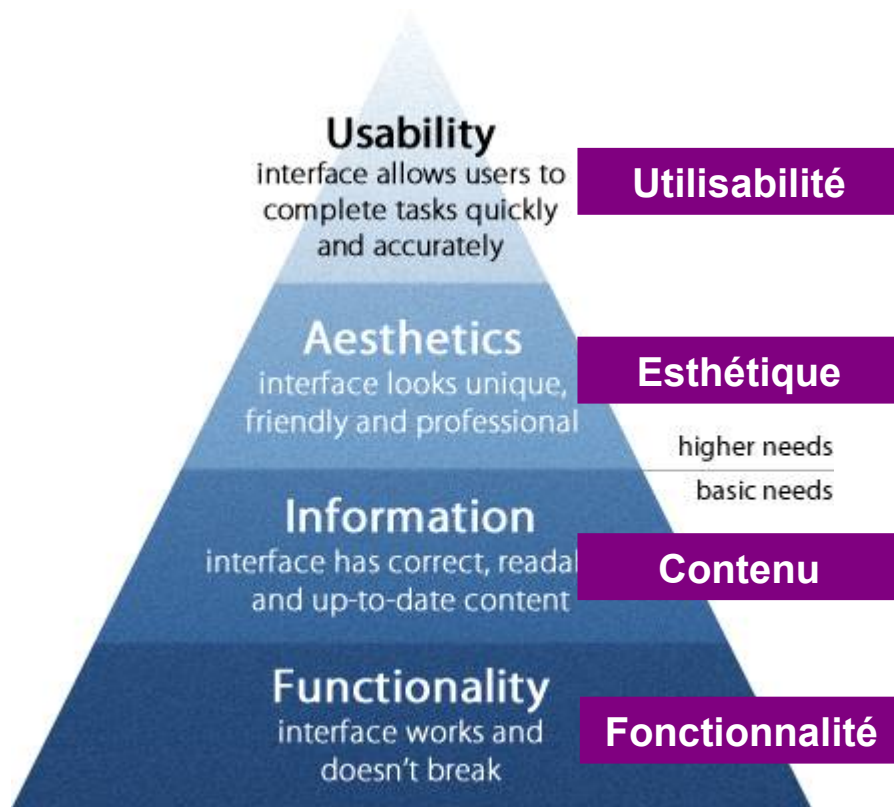 Usability
interface allows users to
complete tasks quickly
and accurately
Utilisabilité
Aesthetics
interface looks unique,
friendly and professional
Esthétique
higher needs
basic needs
Information
interface has correct,
and up-to-date content
Contenu
Functionality
interface works and
doesn't break
Fonctionnalité